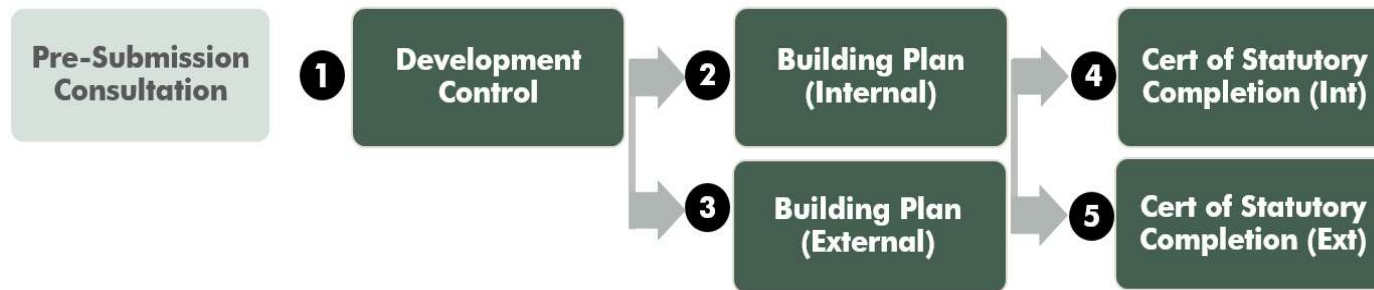 Pre-Submission
Consultation
1
Development
Control
2
Building Plan
(Internal)
3
Building Plan
(External)
4
Cert of Statutory
Completion (Int)
5
Cert of Statutory
Completion (Ext)